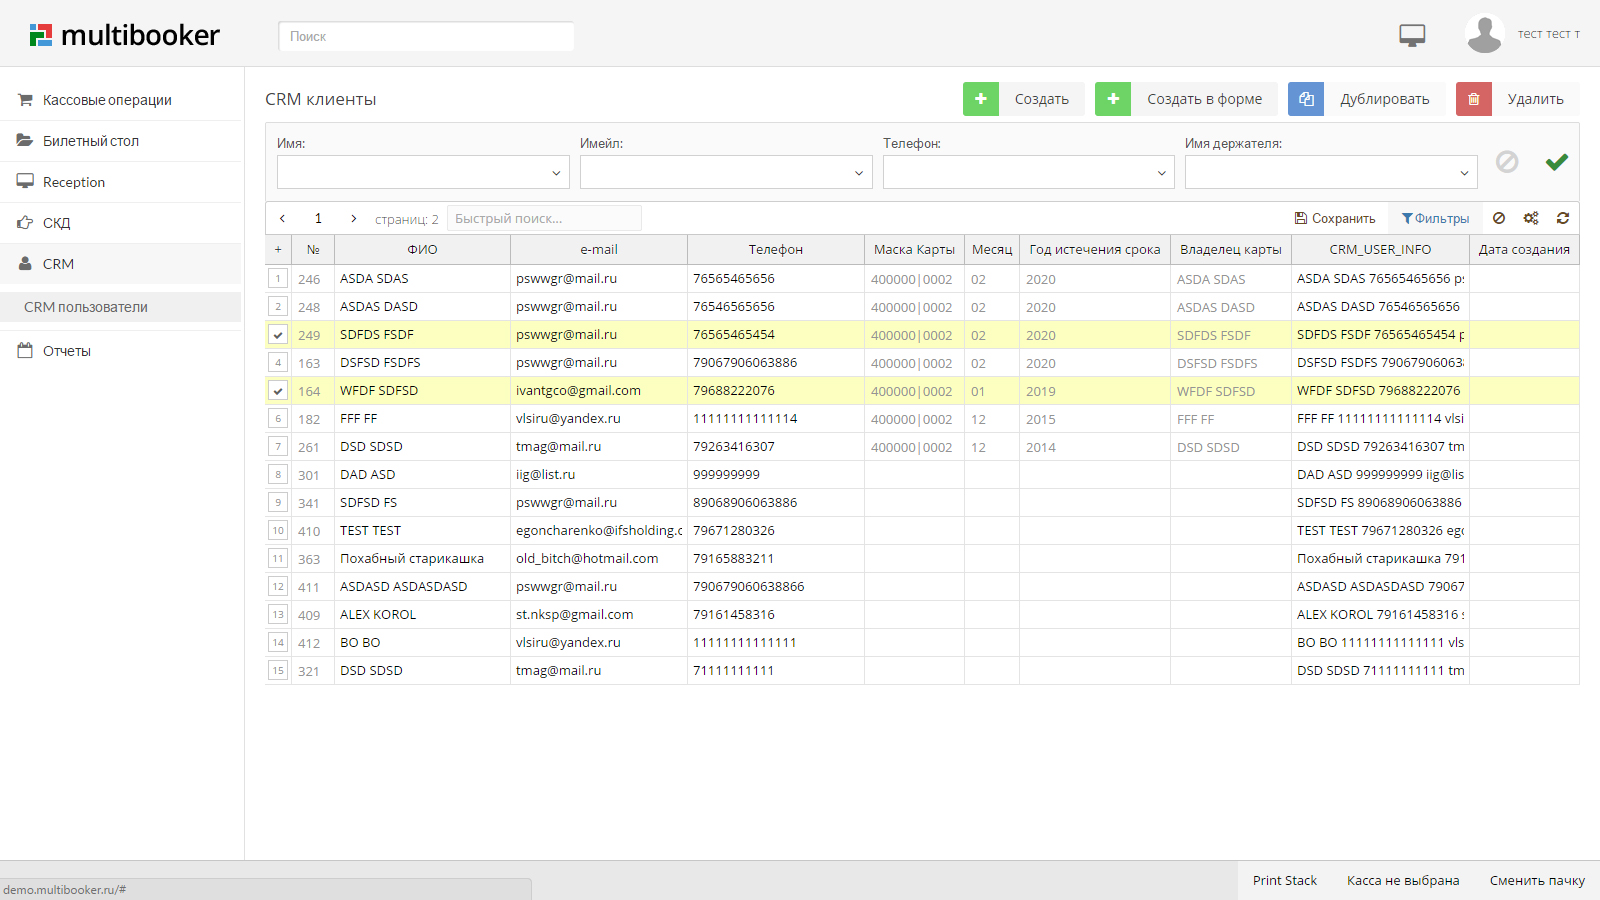 multibooker
Поиск
тест тест т
Кассовые операции
Билетный стол
Reception
СКД
CRM
CRM пользователи
Отчеты
CRM клиенты
Создать
Создать в форме
Дублировать
Удалить
Имя:
Имейл:
Телефон:
Имя держателя:
1
страниц: 2
Быстрый поиск...
Сохранить
Фильтры
+ № ФИО e-mail Телефон Маска Карты Месяц Год истечения срока Владелец карты CRM_USER_INFO Дата создания
1 246 ASDA SDAS pswwgr@mail.ru 76565465656 400000|0002 02 2020 ASDA SDAS ASDA SDAS 76565465656 ps
2 248 ASDAS DASD pswwgr@mail.ru 76546565656 400000|0002 02 2020 ASDAS DASD ASDAS DASD 76546565656
249 SDFDS FSDF pswwgr@mail.ru 76565465454 400000|0002 02 2020 SDFDS FSDF SDFDS FSDF 76565465454 p
4 163 DSFSD FSDFS pswwgr@mail.ru 79067906063886 400000|0002 02 2020 DSFSD FSDFS DSFSD FSDFS 7906790606388
164 WFDF SDFSD ivantgco@gmail.com 79688222076 400000|0002 01 2019 WFDF SDFSD WFDF SDFSD 79688222076
6 182 FFF FF vlsiru@yandex.ru 11111111111114 400000|0002 12 2015 FFF FF FFF FF 11111111111114 vlsi
7 261 DSD SDSD tmag@mail.ru 79263416307 400000|0002 12 2014 DSD SDSD DSD SDSD 79263416307 tm
8 301 DAD ASD iig@list.ru 999999999 DAD ASD 999999999 iig@lis
9 341 SDFSD FS pswwgr@mail.ru 89068906063886 SDFSD FS 89068906063886
10 410 TEST TEST egoncharenko@ifsholding.c 79671280326 TEST TEST 79671280326 ego
11 363 Похабный старикашка old_bitch@hotmail.com 79165883211 Похабный старикашка 791
12 411 ASDASD ASDASDASD pswwgr@mail.ru 790679060638866 ASDASD ASDASDASD 79067
13 409 ALEX KOROL st.nksp@gmail.com 79161458316 ALEX KOROL 79161458316 s
14 412 BO BO vlsiru@yandex.ru 11111111111111 BO BO 11111111111111 vls
15 321 DSD SDSD tmag@mail.ru 71111111111 DSD SDSD 71111111111 tm
demo.multibooker.ru/#
Print Stack
Касса не выбрана
Сменить пачку